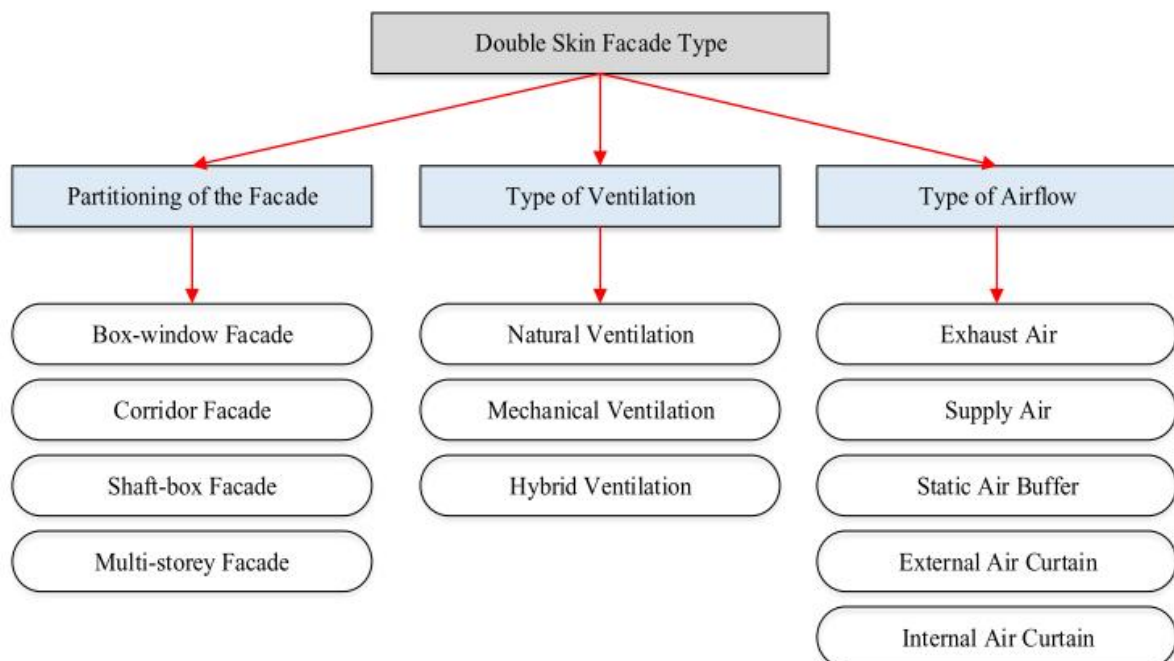 Double Skin Facade Type
Partitioning of the Facade
Type of Ventilation
Type of Airflow
Box-window Facade
Natural Ventilation
Exhaust Air
Corridor Facade
Mechanical Ventilation
Supply Air
Shaft-box Facade
Hybrid Ventilation
Static Air Buffer
Multi-storey Facade
External Air Curtain
Internal Air Curtain